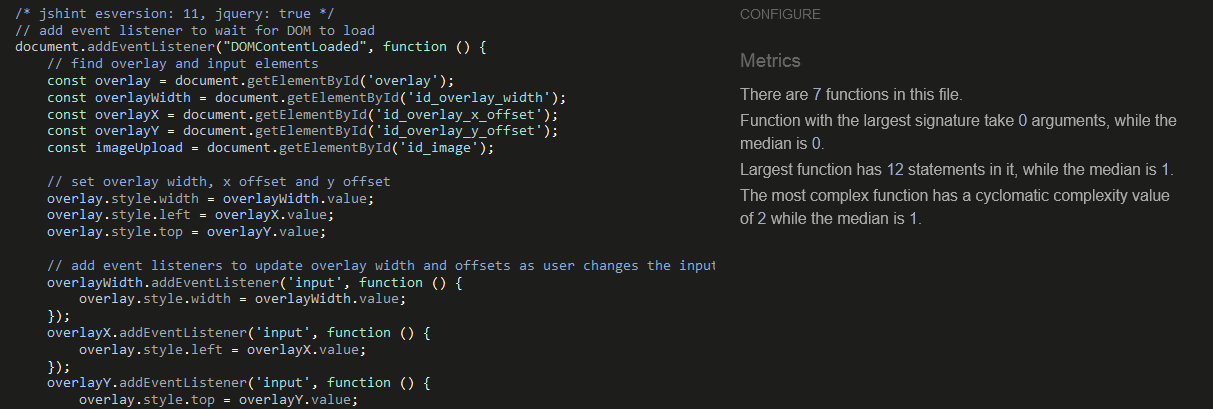 /* jshint esversion: 11, jquery: true */
// add event listener to wait for DOM to load
document.addEventListener("DOMContentLoaded", function () {
    // find overlay and input elements
    const overlay = document.getElementById('overlay');
    const overlayWidth = document.getElementById('id_overlay_width');
    const overlayX = document.getElementById('id_overlay_x_offset');
    const overlayY = document.getElementById('id_overlay_y_offset');
    const imageUpload = document.getElementById('id_image');

    // set overlay width, x offset and y offset
    overlay.style.width = overlayWidth.value;
    overlay.style.left = overlayX.value;
    overlay.style.top = overlayY.value;

    // add event listeners to update overlay width and offsets as user changes the input
    overlayWidth.addEventListener('input', function () {
        overlay.style.width = overlayWidth.value;
    });
    overlayX.addEventListener('input', function () {
        overlay.style.left = overlayX.value;
    });
    overlayY.addEventListener('input', function () {
        overlay.style.top = overlayY.value;
CONFIGURE
Metrics
There are 7 functions in this file.
Function with the largest signature take 0 arguments, while the
median is 0.
Largest function has 12 statements in it, while the median is 1.
The most complex function has a cyclomatic complexity value
of 2 while the median is 1.